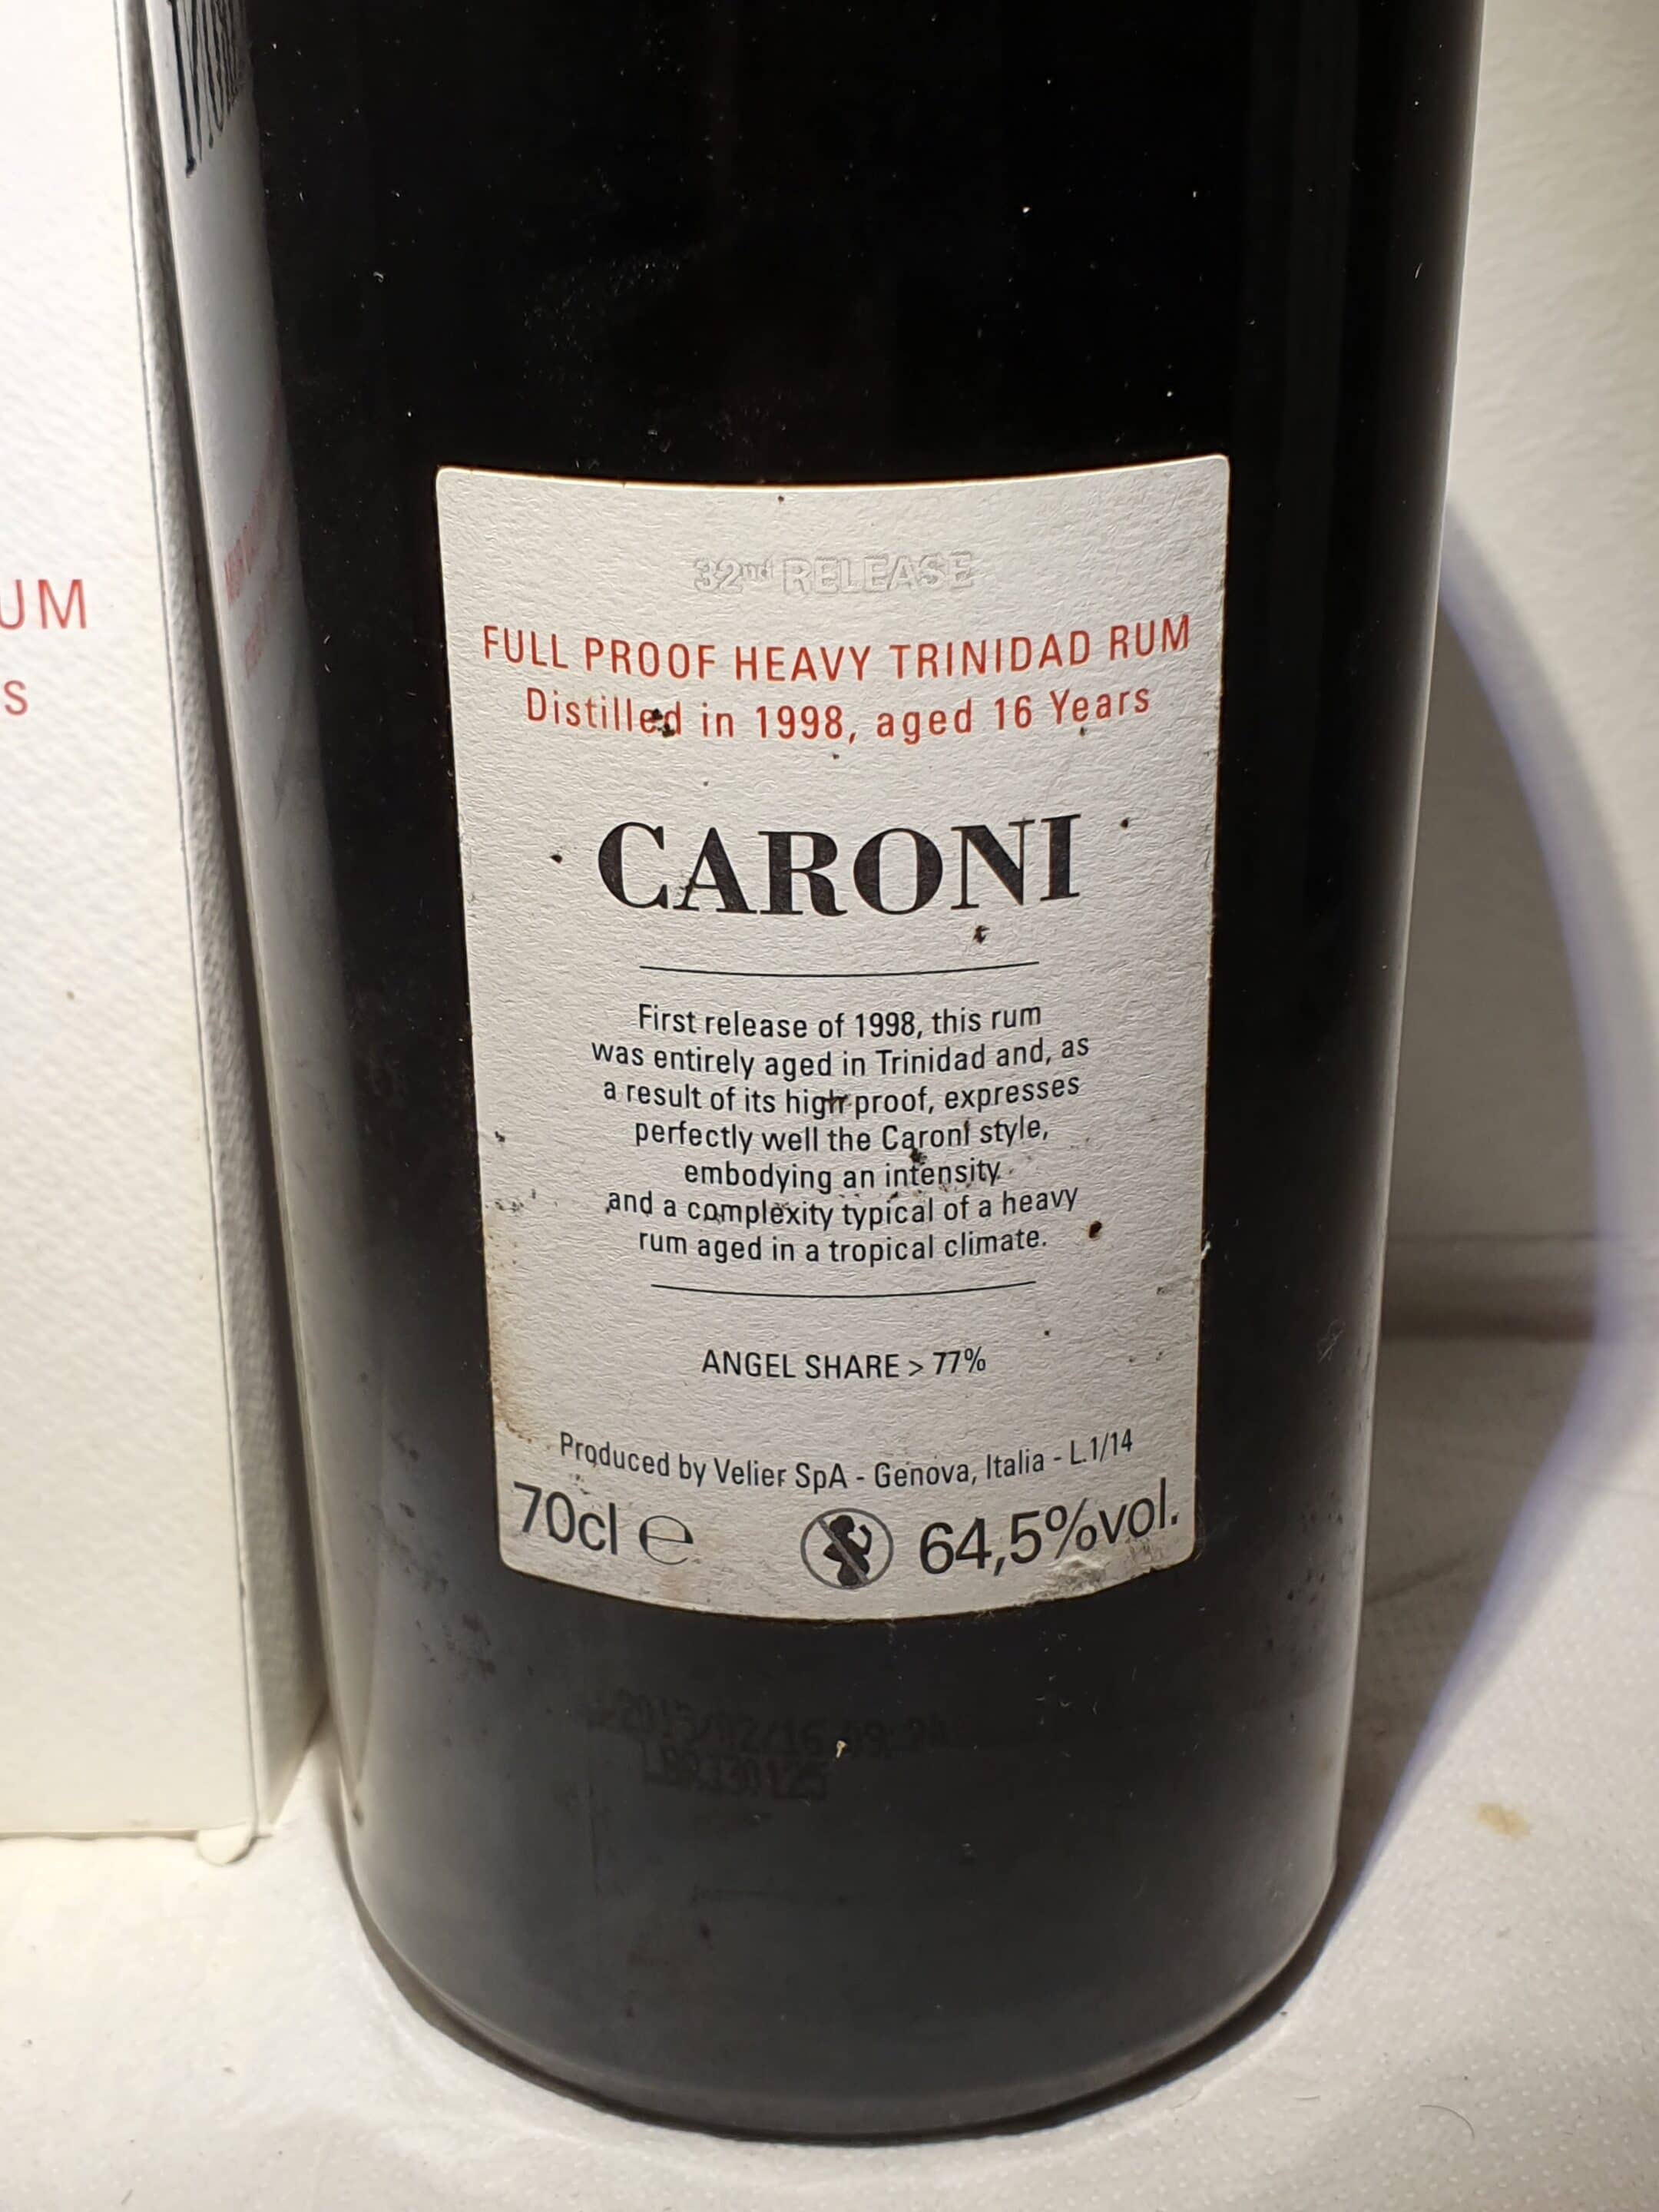 UM
S
32nd RELEASE
FULL PROOF HEAVY TRINIDAD RUM
Distilled in 1998, aged 16 Years
CARONI
First release of 1998, this rum
was entirely aged in Trinidad and, as
a result of its high proof, expresses
perfectly well the Caroni style,
embodying an intensity
and a complexity typical of a heavy
rum aged in a tropical climate.
ANGEL SHARE > 77%
Produced by Velier SpA - Genova, Italia - L.1/14
70cl ℮ 64,5%vol.